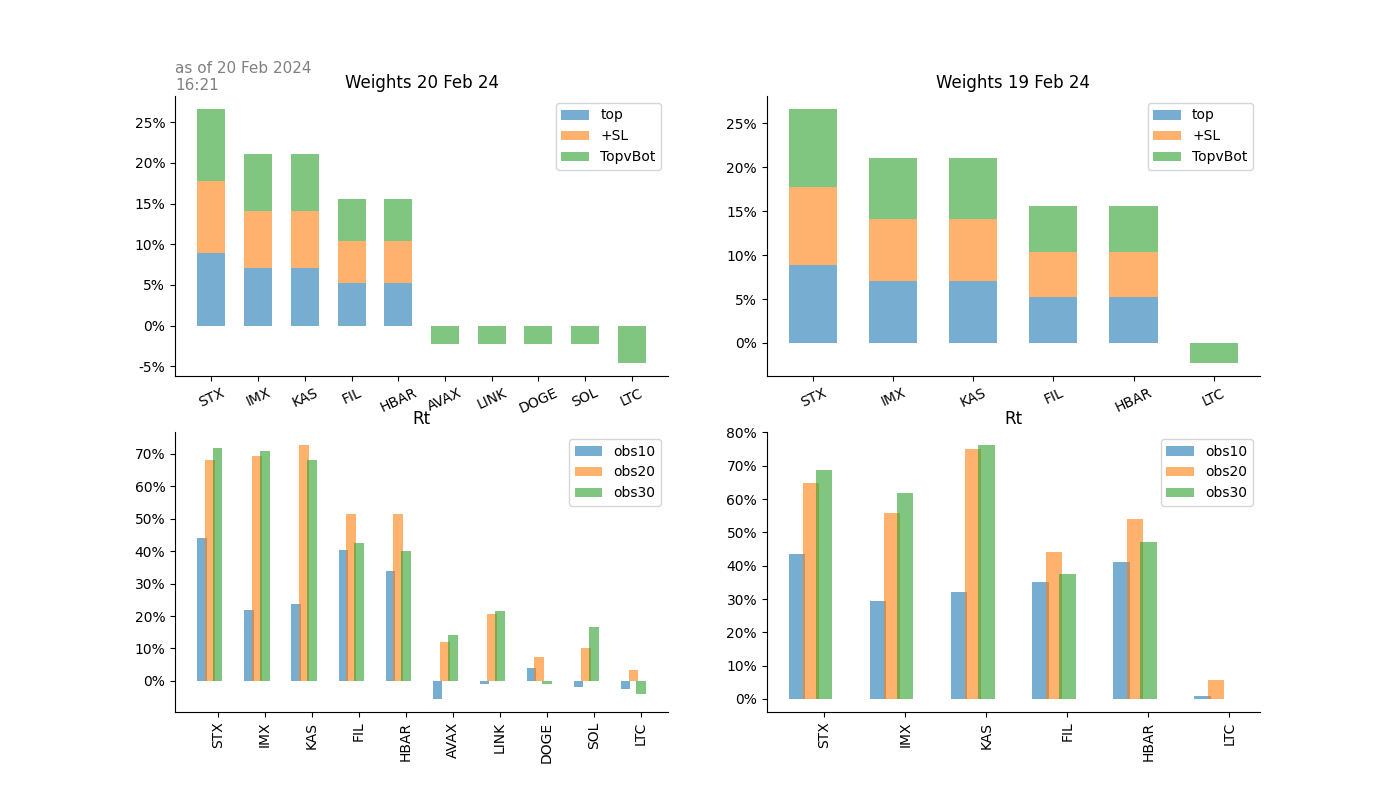 as of 20 Feb 2024
16:21
Weights 20 Feb 24
25%
20%
15%
10%
5%
0%
-5%
top
+SL
TopvBot
STX
IMX
KAS
FIL
HBAR
AVAX
LINK
DOGE
SOL
LTC
Weights 19 Feb 24
25%
20%
15%
10%
5%
0%
top
+SL
TopvBot
STX
IMX
KAS
FIL
HBAR
LTC
Rt
70%
60%
50%
40%
30%
20%
10%
0%
obs10
obs20
obs30
STX
IMX
KAS
FIL
HBAR
AVAX
LINK
DOGE
SOL
LTC
Rt
80%
70%
60%
50%
40%
30%
20%
10%
0%
obs10
obs20
obs30
STX
IMX
KAS
FIL
HBAR
LTC